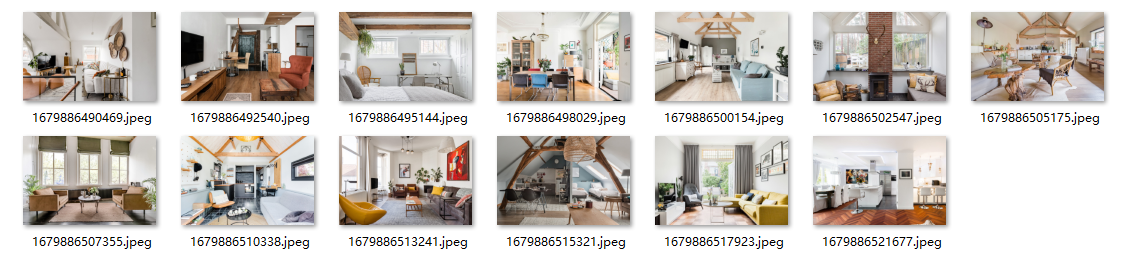 1679886490469.jpeg
1679886492540.jpeg
1679886495144.jpeg
1679886498029.jpeg
1679886500154.jpeg
1679886502547.jpeg
1679886505175.jpeg
1679886507355.jpeg
1679886510338.jpeg
1679886513241.jpeg
1679886515321.jpeg
1679886517923.jpeg
1679886521677.jpeg